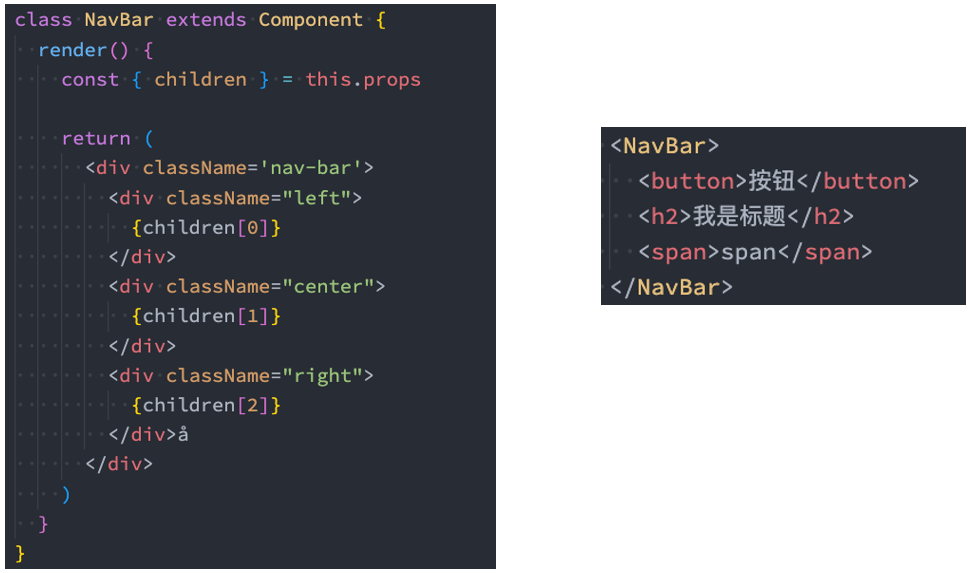 class NavBar extends Component {
  render() {
    const { children } = this.props

    return (
      <div className='nav-bar'>
        <div className="left">
          {children[0]}
        </div>
        <div className="center">
          {children[1]}
        </div>
        <div className="right">
          {children[2]}
        </div>å
      </div>
    )
  }
}
<NavBar>
  <button>按钮</button>
  <h2>我是标题</h2>
  <span>span</span>
</NavBar>